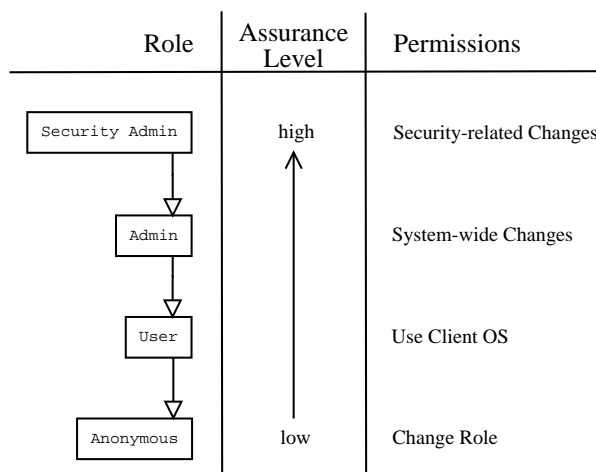 Role
Assurance
Level
Permissions
Security Admin
high
Security-related Changes
Admin
System-wide Changes
User
Use Client OS
Anonymous
low
Change Role